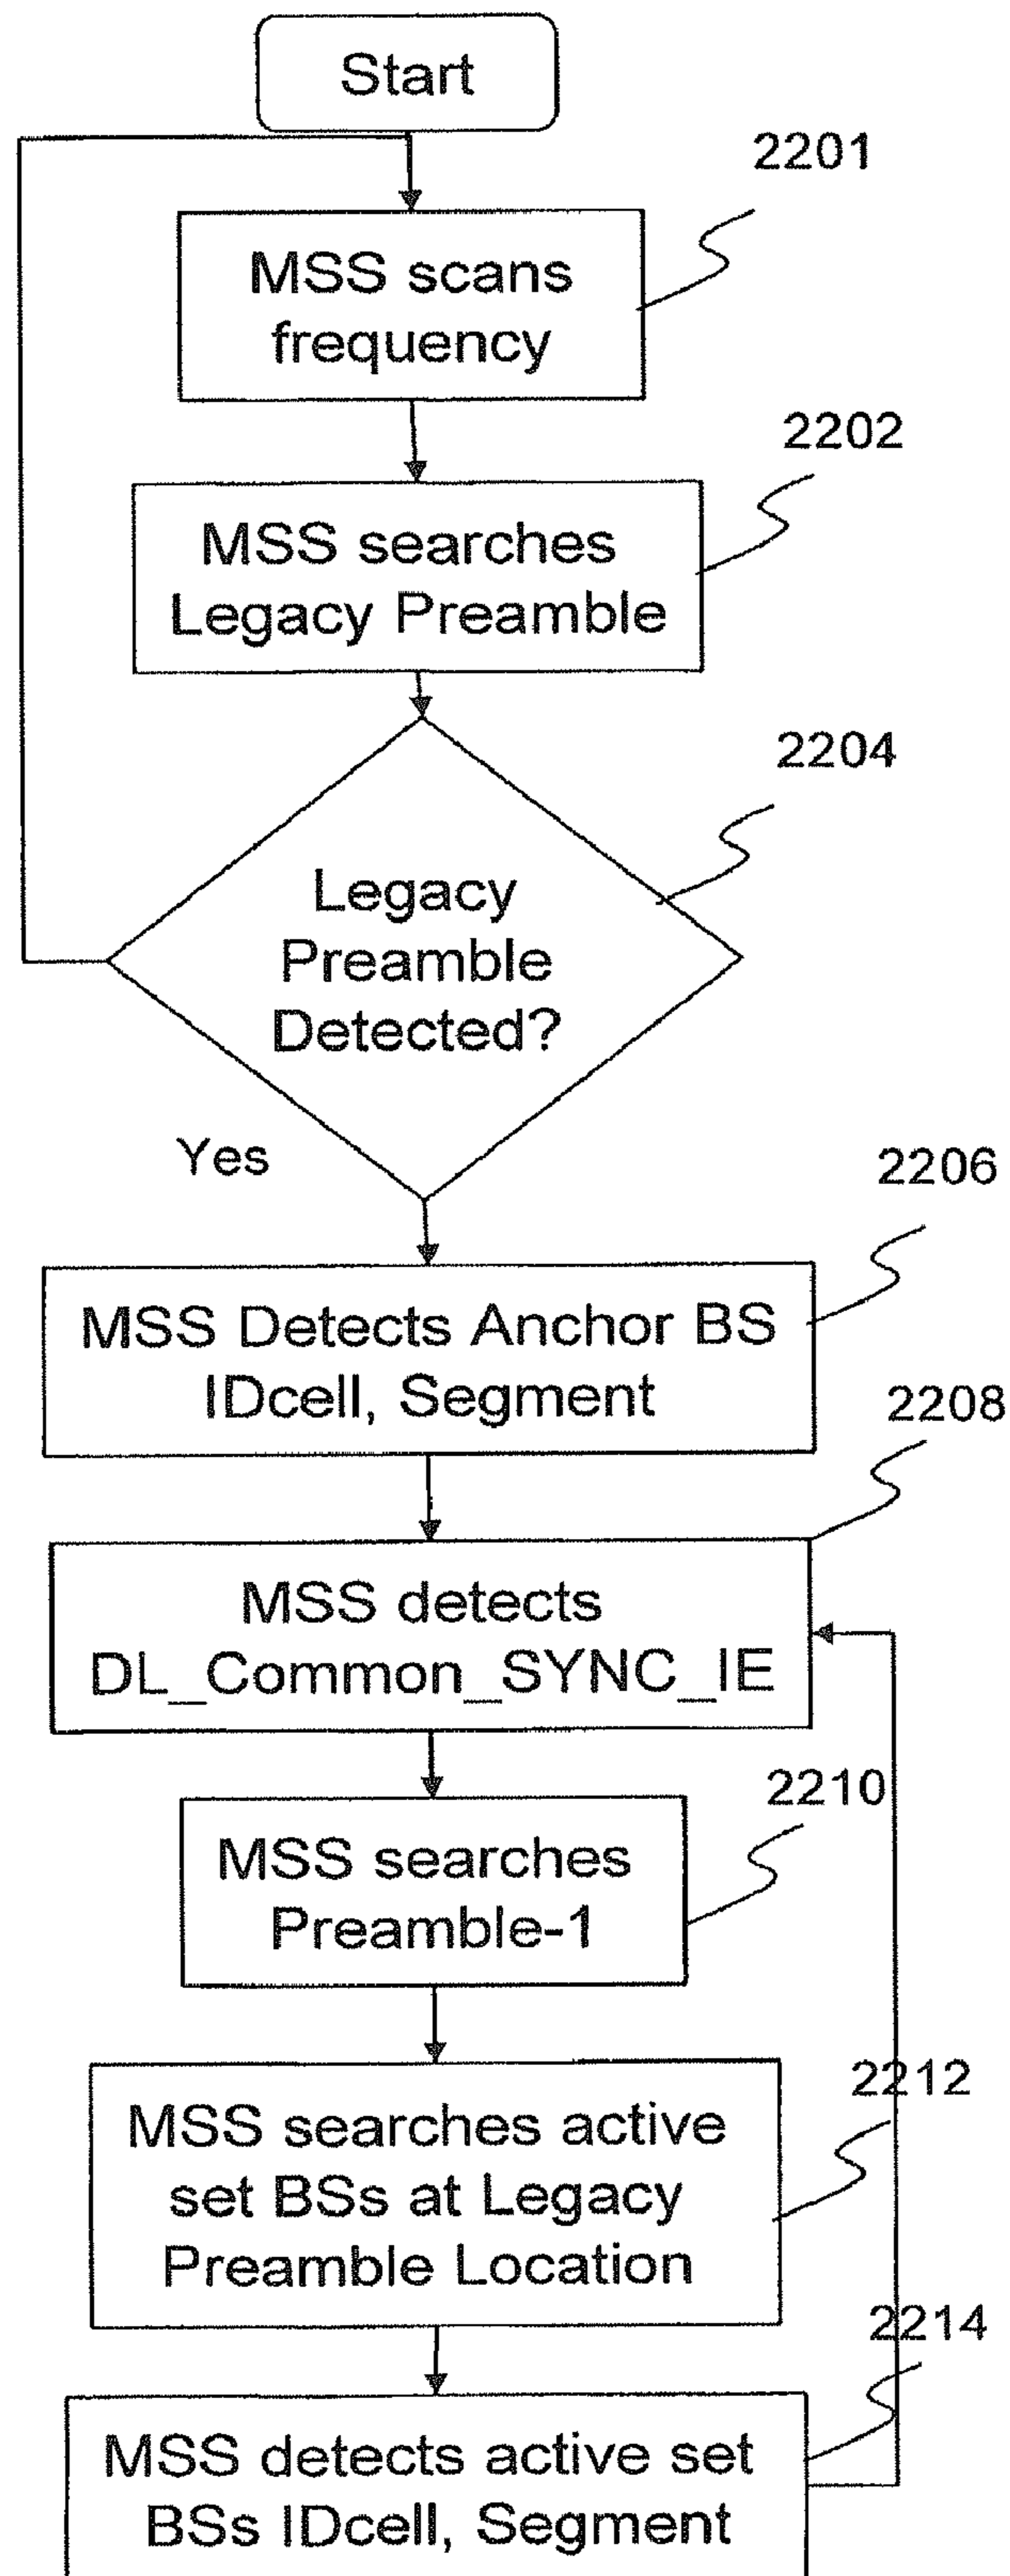 Start
2201
MSS scans
frequency
2202
MSS searches
Legacy Preamble
2204
Legacy
Preamble
Detected?
Yes
2206
MSS Detects Anchor BS
IDcell, Segment
2208
MSS detects
DL_Common_SYNC_IE
2210
MSS searches
Preamble-1
2212
MSS searches active
set BSs at Legacy
Preamble Location
2214
MSS detects active set
BSs IDcell, Segment